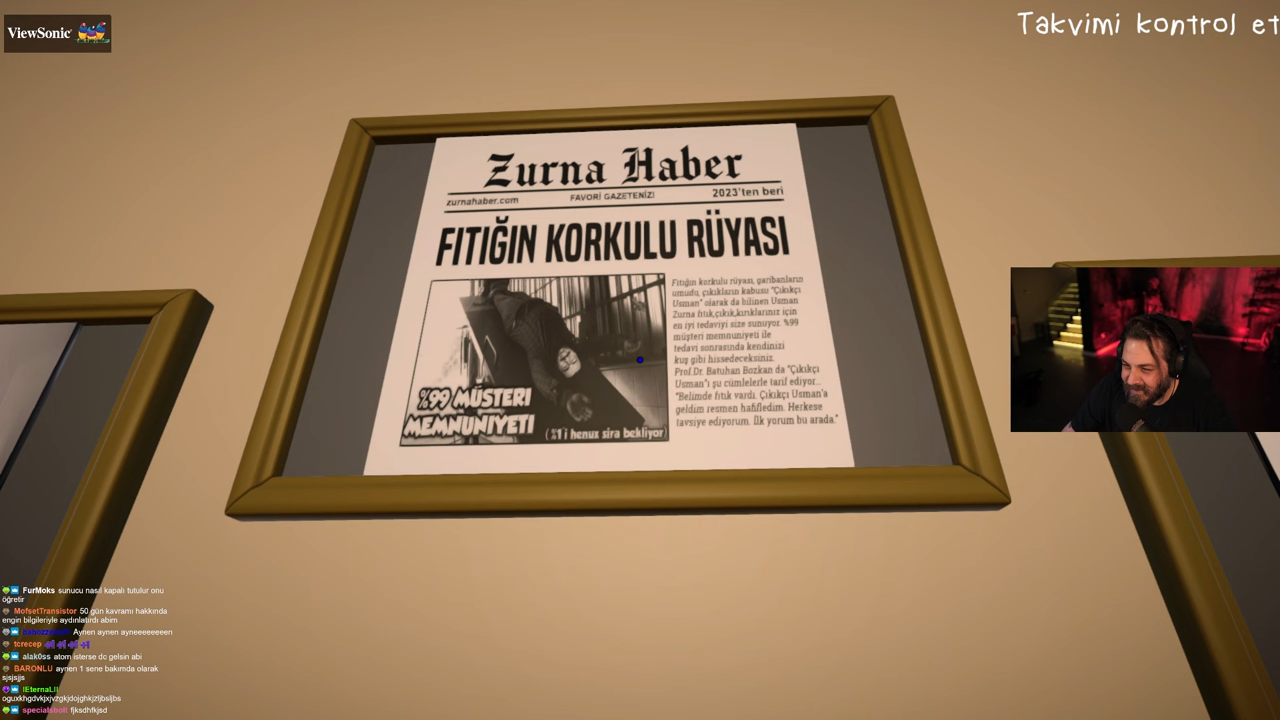 ViewSonic
Takvimi kontrol et
Zurna Haber
zurnahaber.com FAVORİ GAZETENİZ! 2023'ten beri
FITIĞIN KORKULU RÜYASI
Fıtığın korkulu rüyası, garibanların
umudu, çıkıkların kabusu "Çıkıkçı
Usman" olarak da bilinen Usman
Zurna fıtık,çıkık,kırıklarınız için
en iyi tedaviyi size sunuyor. %99
müşteri memnuniyeti ile
tedavi sonrasında kendinizi
kuş gibi hissedeceksiniz.
Prof.Dr. Batuhan Bozkan da "Çıkıkçı
Usman"ı şu cümlelerle tarif ediyor...
"Belimde fıtık vardı. Çıkıkçı Usman'a
geldim resmen hafifledim. Herkese
tavsiye ediyorum. İlk yorum bu arada."
%99 MÜŞTERİ
MEMNUNİYETİ
(%1'i henüz sıra bekliyor)
FurMoks sunucu nasıl kapalı tutulur onu
öğretir
MofsetTransistor 50 gün kavramı hakkında
engin bilgileriyle aydınlatırdı abim
Aynen aynen ayneeeeeeeen
tcrecep
alak0ss atom isterse dc gelsin abi
BARONLU aynen 1 sene bakımda olarak
sjsjsjjs
lEternaLll
oguxkhgdvkjxjvzgkjdojghkjzljbsljbs
fjksdhfkjsd